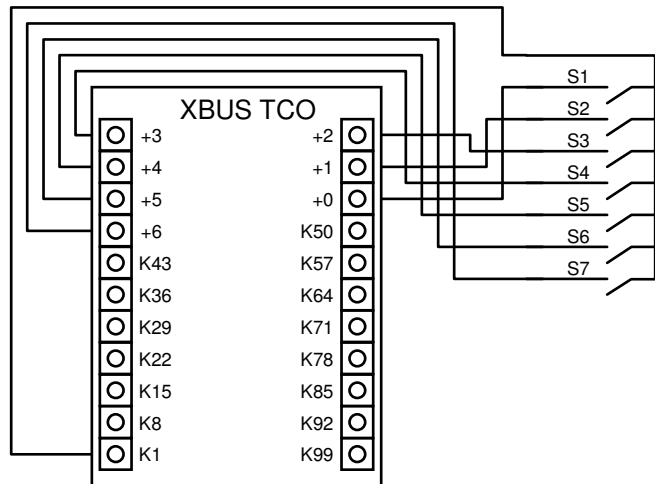 XBUS TCO
+3
+4
+5
+6
K43
K36
K29
K22
K15
K8
K1
+2
+1
+0
K50
K57
K64
K71
K78
K85
K92
K99
S1
S2
S3
S4
S5
S6
S7